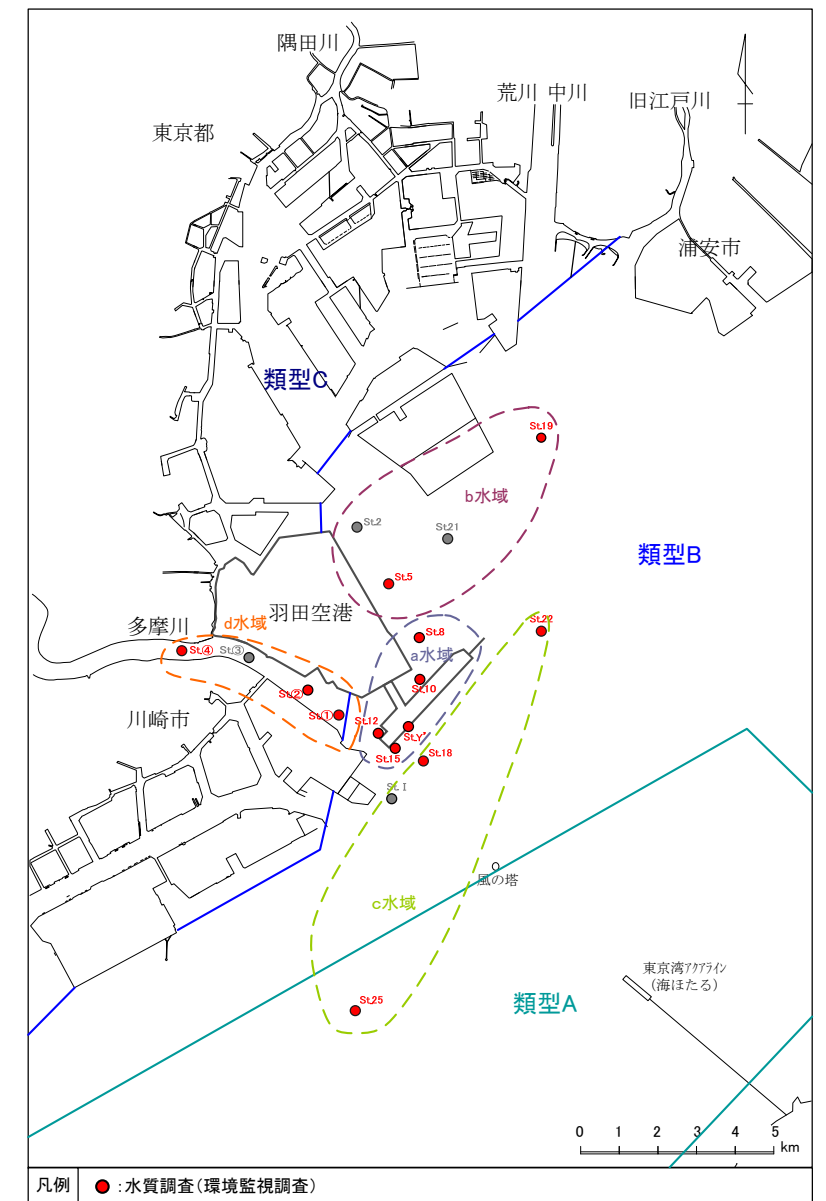 隅田川
荒川 中川
旧江戸川
東京都
浦安市
類型C
St.19
b水域
St.2
St.21
類型B
St.5
羽田空港
多摩川
d水域
St.8
St.22
a水域
St.④
St.③
St.10
St.②
川崎市
St.①
St.12
St.15
St.18
St.I
風の塔
c水域
東京湾アクアライン
(海ほたる)
St.25
類型A
0 1 2 3 4 5
km
凡例
:水質調査(環境監視調査)